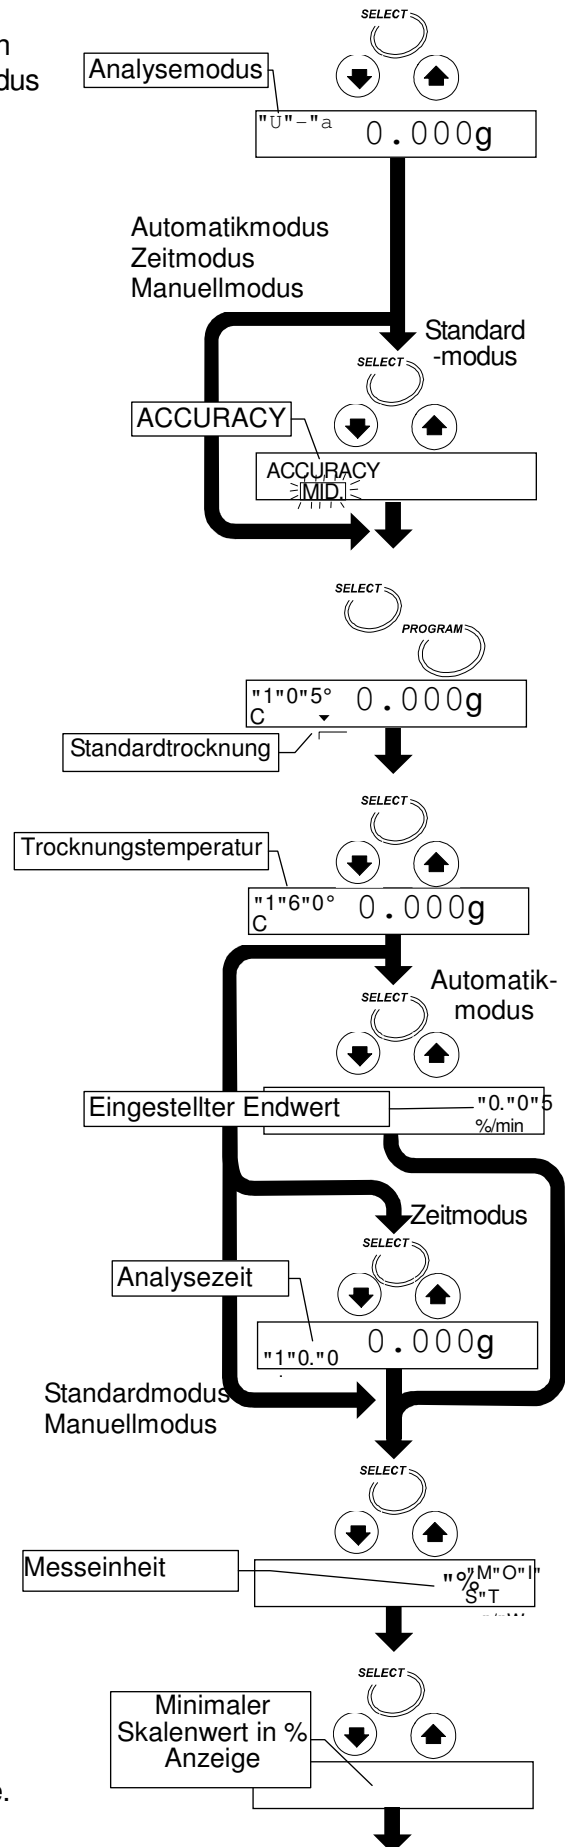 SELECT
n
dus
Analysemodus
"U"-"a 0.000g
Automatikmodus
Zeitmodus
Manuellmodus
Standard
-modus
SELECT
ACCURACY
ACCURACY
MID.
SELECT
PROGRAM
"1"0"5° 0.000g
C
Standardtrocknung
SELECT
Trocknungstemperatur
"1"6"0° 0.000g
C
Automatik-
modus
SELECT
Eingestellter Endwert
"0."0"5
%/min
Zeitmodus
SELECT
Analysezeit
0.000g
"1"0."0
Standardmodus
Manuellmodus
SELECT
Messeinheit
"%"M"O"I"
S"T
SELECT
Minimaler
Skalenwert in %
Anzeige
e.